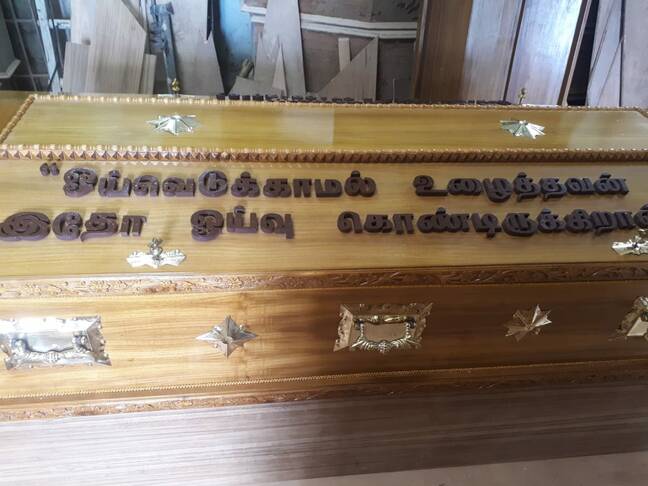 "ஓய்வெடுக்காமல் உழைத்தவன்
இதோ ஓய்வு கொண்டிருக்கிறான்